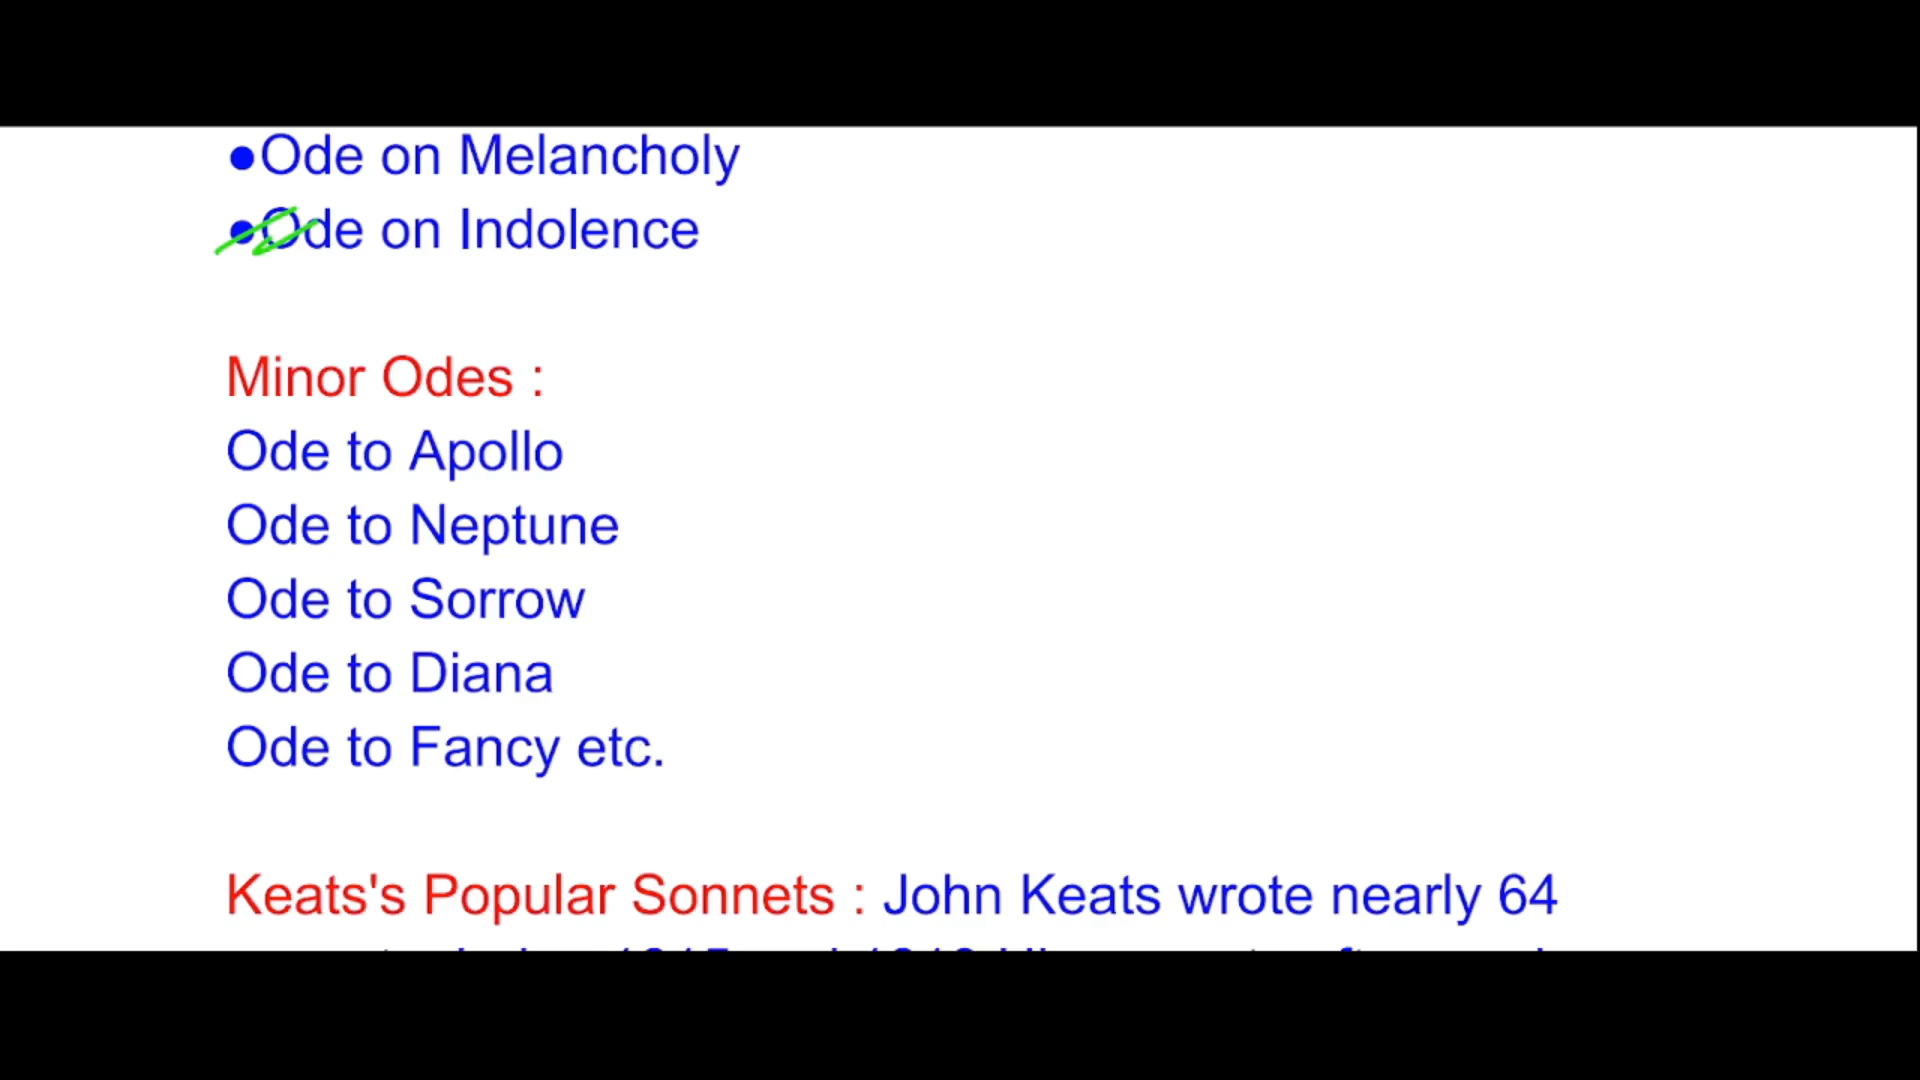 ●Ode on Melancholy
●Ode on Indolence
Minor Odes :
Ode to Apollo
Ode to Neptune
Ode to Sorrow
Ode to Diana
Ode to Fancy etc.
Keats's Popular Sonnets : John Keats wrote nearly 64